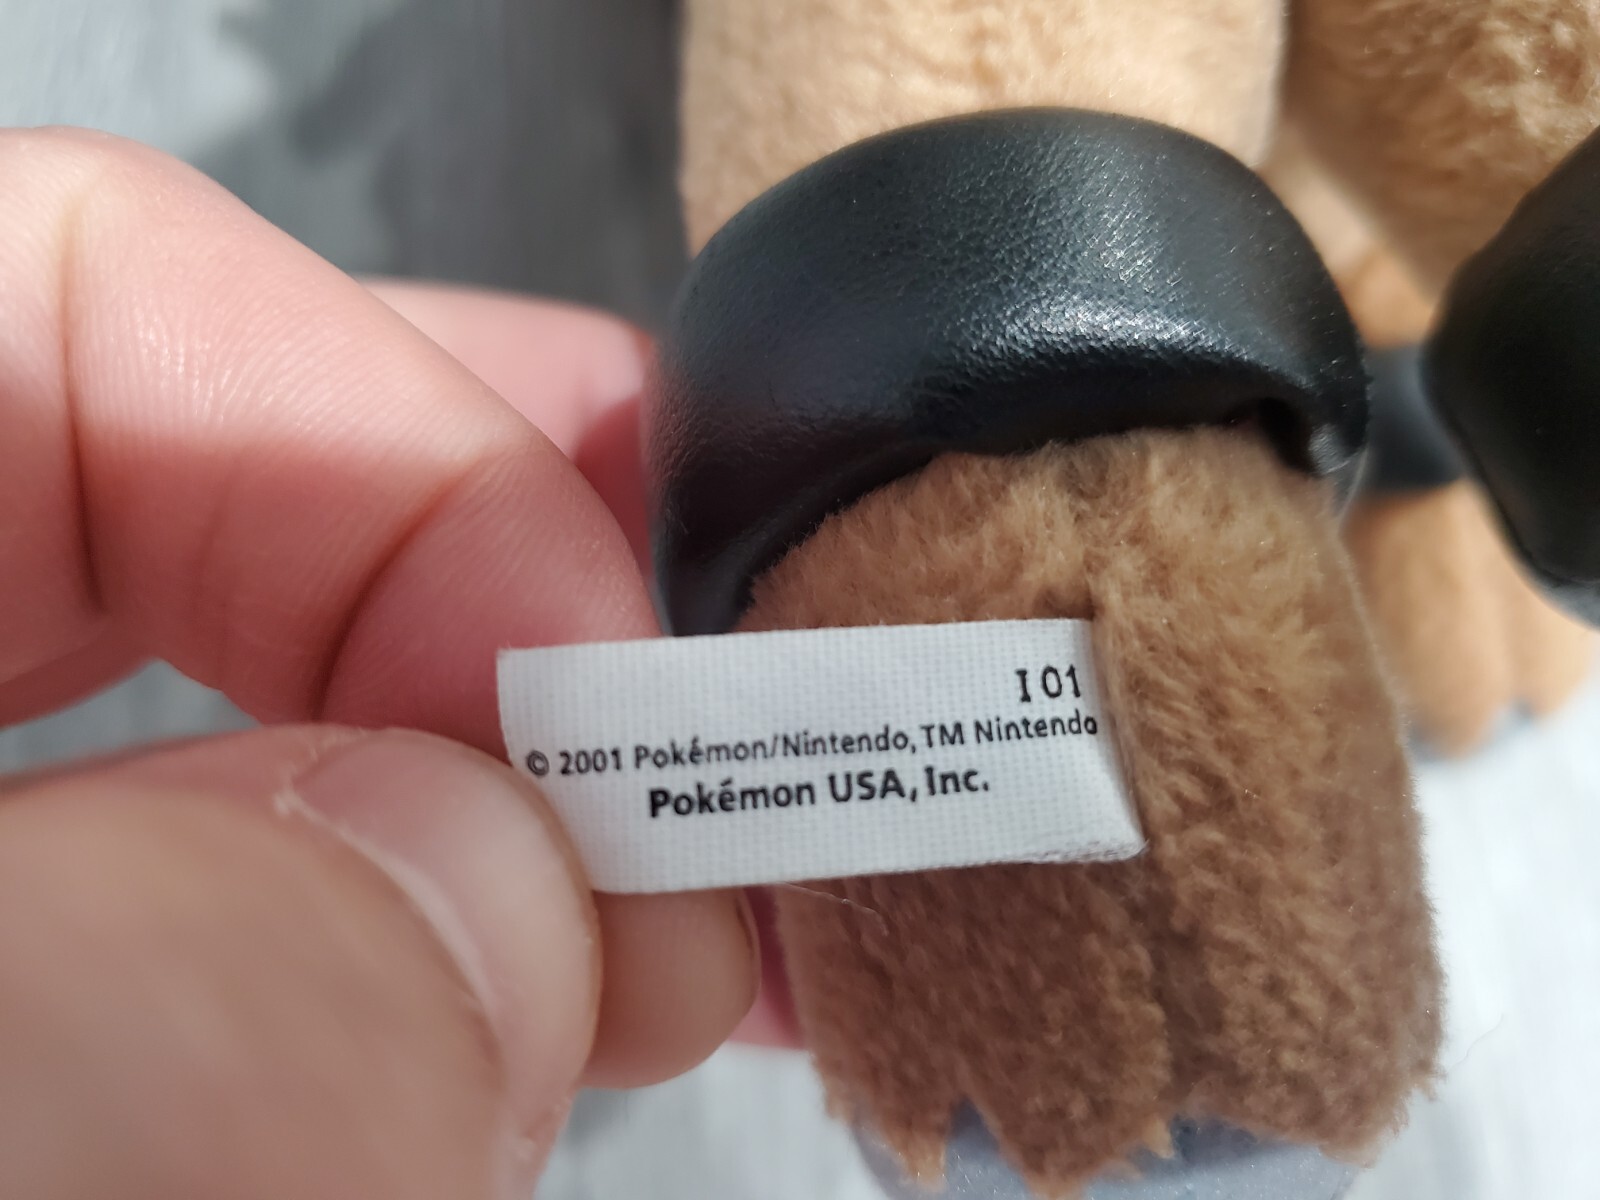 I 01
© 2001 Pokémon/Nintendo, TM Nintendo
Pokémon USA, Inc.